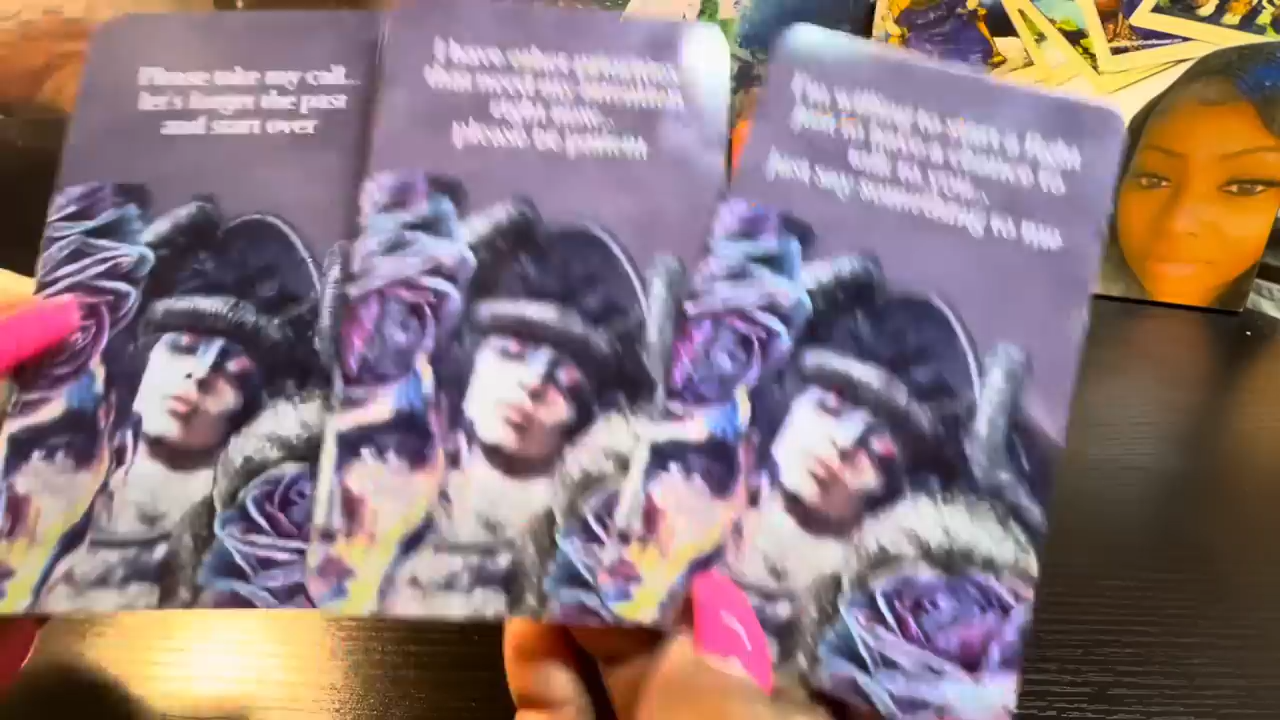 Please take my call..
let's forget the past
and start over
I have other priorities
that need my attention
right now..
please be patient
I'm willing to start a fight
just to have a chance to
talk to you..
Just say something to me